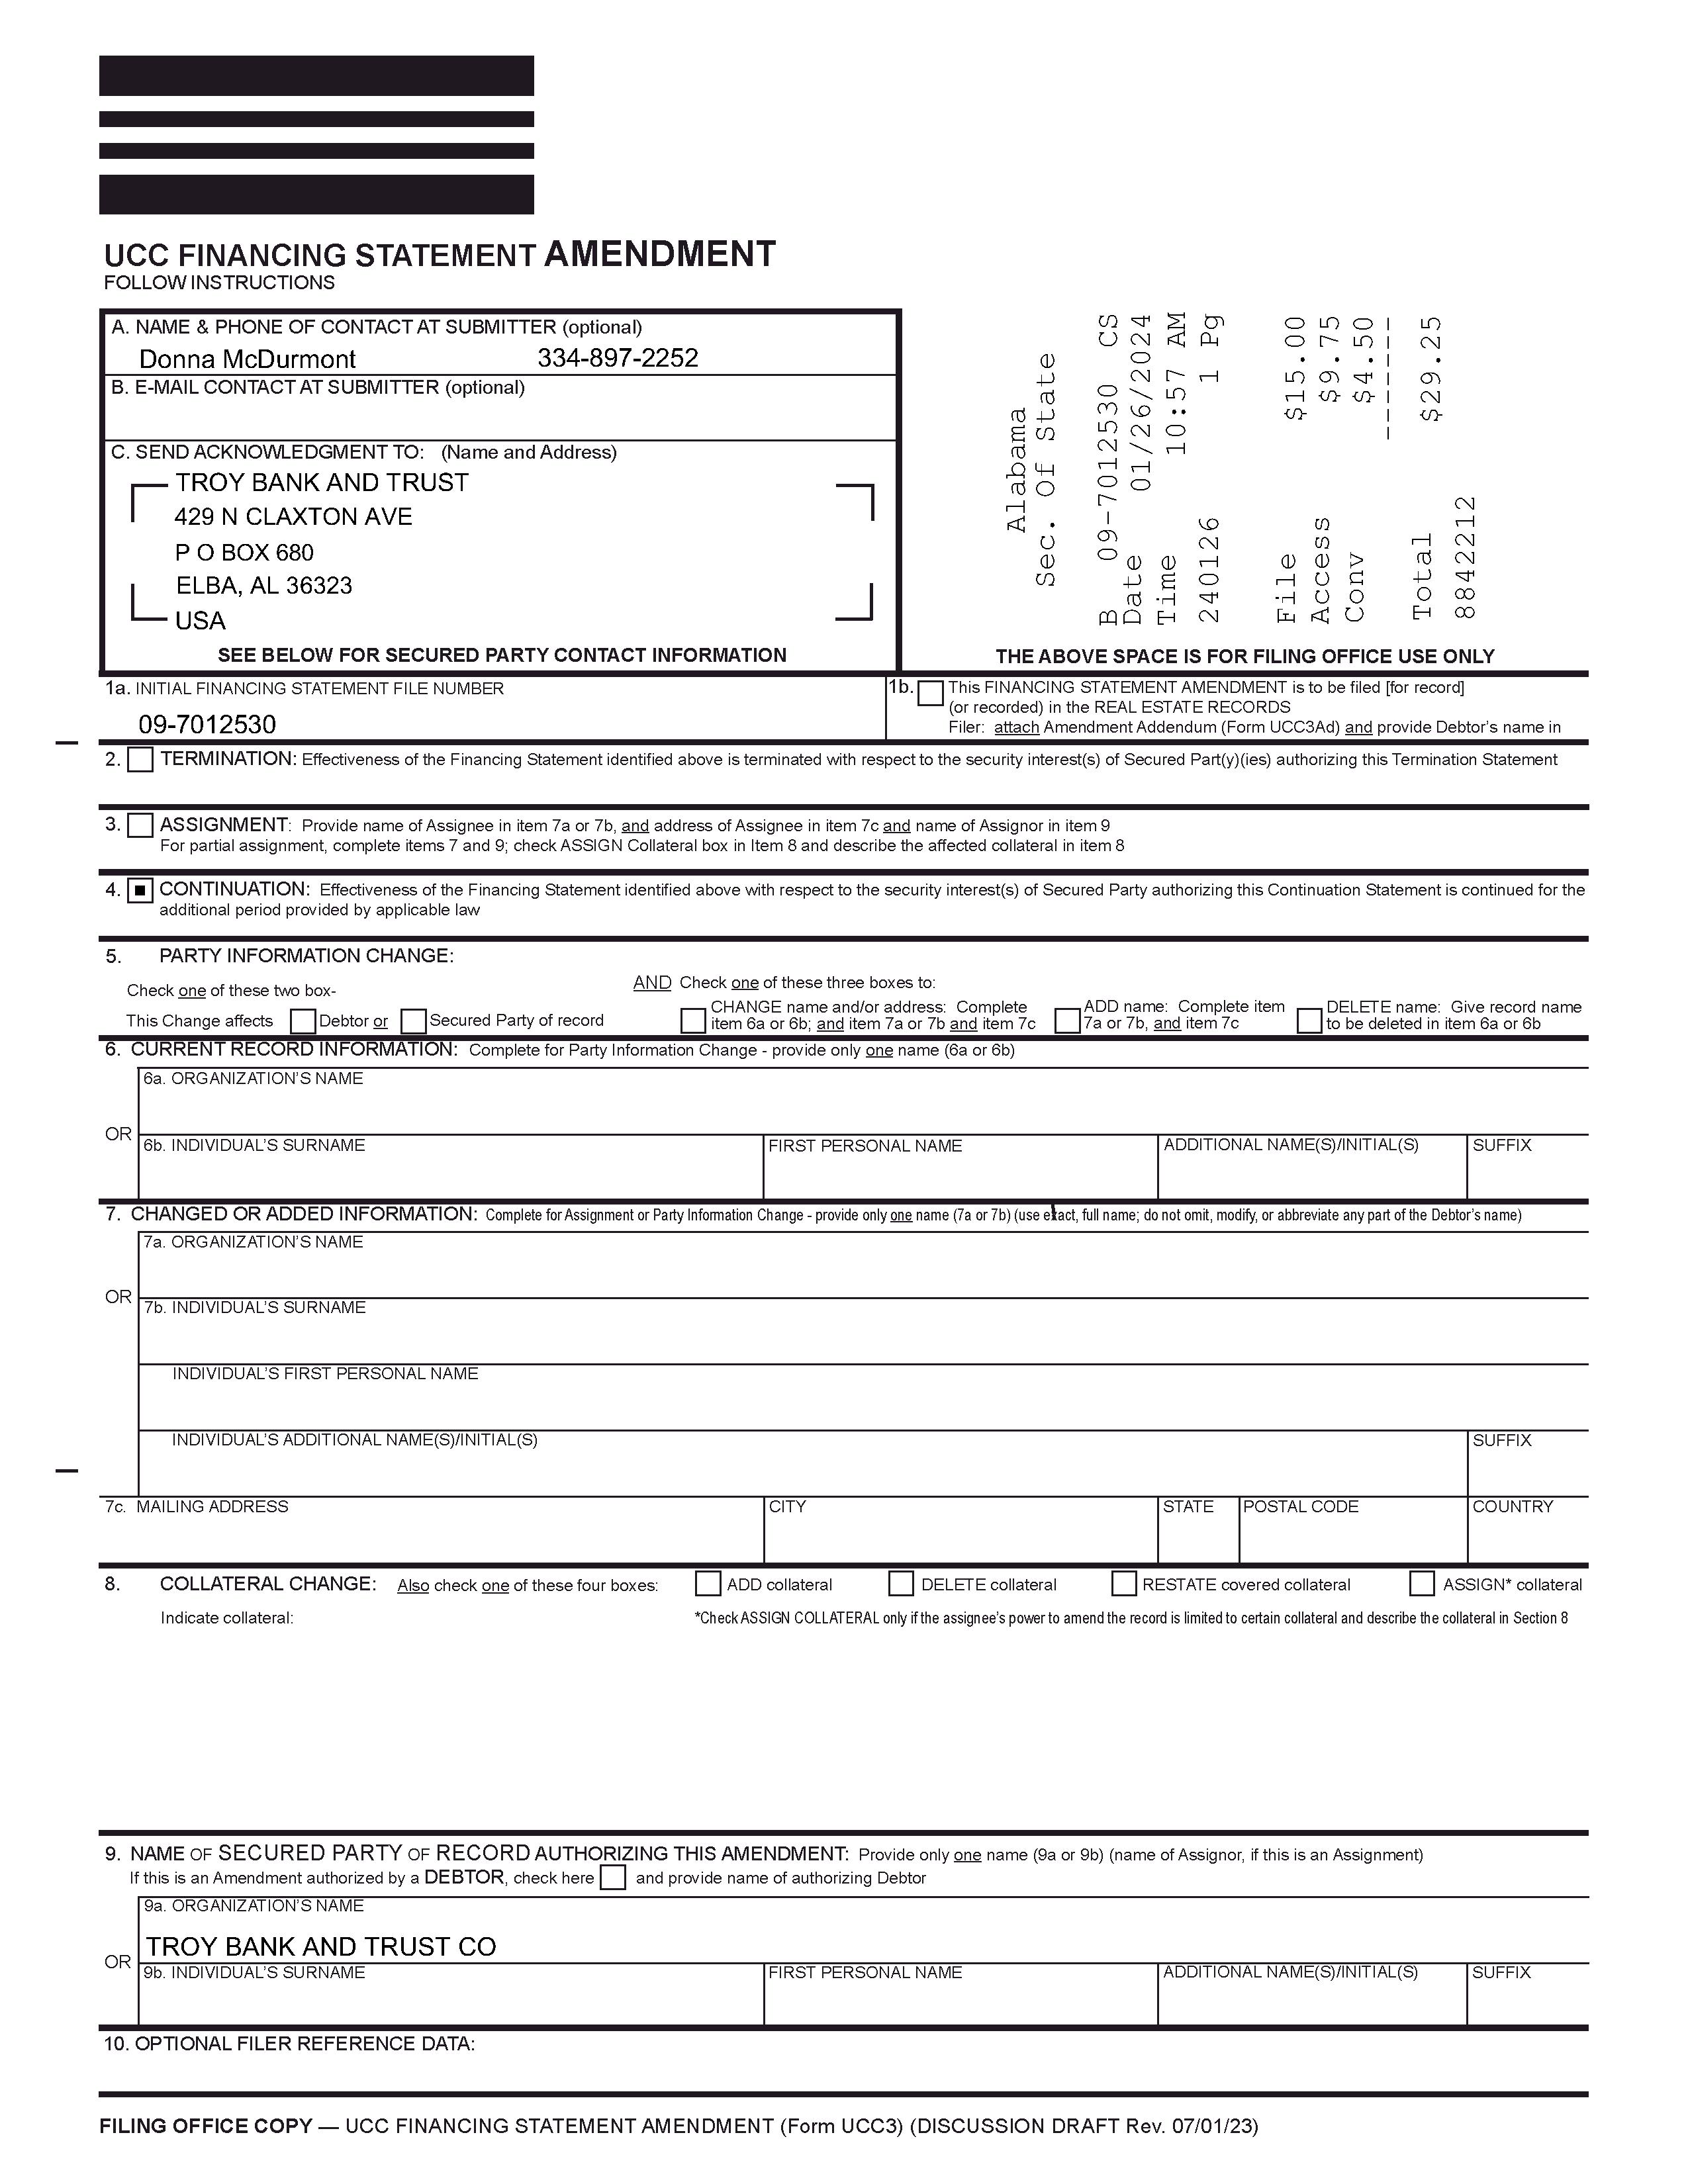 UCC FINANCING STATEMENT AMENDMENT
FOLLOW INSTRUCTIONS
A. NAME & PHONE OF CONTACT AT SUBMITTER (optional)
Donna McDurmont 334-897-2252
B. E-MAIL CONTACT AT SUBMITTER (optional)
C. SEND ACKNOWLEDGMENT TO: (Name and Address)
TROY BANK AND TRUST
429 N CLAXTON AVE
P O BOX 680
ELBA, AL 36323
USA
SEE BELOW FOR SECURED PARTY CONTACT INFORMATION
Alabama
Sec. Of State
B 09-7012530 CS
Date 01/26/2024
Time 10:57 AM
240126 1 Pg
File $15.00
Access $9.75
Conv $4.50
------
Total $29.25
8842212
THE ABOVE SPACE IS FOR FILING OFFICE USE ONLY
1a. INITIAL FINANCING STATEMENT FILE NUMBER
09-7012530
1b. This FINANCING STATEMENT AMENDMENT is to be filed [for record]
(or recorded) in the REAL ESTATE RECORDS
Filer: attach Amendment Addendum (Form UCC3Ad) and provide Debtor's name in
2. TERMINATION: Effectiveness of the Financing Statement identified above is terminated with respect to the security interest(s) of Secured Part(y)(ies) authorizing this Termination Statement
3. ASSIGNMENT: Provide name of Assignee in item 7a or 7b, and address of Assignee in item 7c and name of Assignor in item 9
For partial assignment, complete items 7 and 9; check ASSIGN Collateral box in Item 8 and describe the affected collateral in item 8
4. CONTINUATION: Effectiveness of the Financing Statement identified above with respect to the security interest(s) of Secured Party authorizing this Continuation Statement is continued for the
additional period provided by applicable law
5. PARTY INFORMATION CHANGE:
Check one of these two box-
AND Check one of these three boxes to:
This Change affects Debtor or Secured Party of record
CHANGE name and/or address: Complete
item 6a or 6b; and item 7a or 7b and item 7c
ADD name: Complete item
7a or 7b, and item 7c
DELETE name: Give record name
to be deleted in item 6a or 6b
6. CURRENT RECORD INFORMATION: Complete for Party Information Change - provide only one name (6a or 6b)
6a. ORGANIZATION'S NAME
OR
6b. INDIVIDUAL'S SURNAME FIRST PERSONAL NAME ADDITIONAL NAME(S)/INITIAL(S) SUFFIX
7. CHANGED OR ADDED INFORMATION: Complete for Assignment or Party Information Change - provide only one name (7a or 7b) (use exact, full name; do not omit, modify, or abbreviate any part of the Debtor's name)
7a. ORGANIZATION'S NAME
OR
7b. INDIVIDUAL'S SURNAME
INDIVIDUAL'S FIRST PERSONAL NAME
INDIVIDUAL'S ADDITIONAL NAME(S)/INITIAL(S) SUFFIX
7c. MAILING ADDRESS CITY STATE POSTAL CODE COUNTRY
8. COLLATERAL CHANGE: Also check one of these four boxes: ADD collateral DELETE collateral RESTATE covered collateral ASSIGN* collateral
Indicate collateral: *Check ASSIGN COLLATERAL only if the assignee's power to amend the record is limited to certain collateral and describe the collateral in Section 8
9. NAME OF SECURED PARTY OF RECORD AUTHORIZING THIS AMENDMENT: Provide only one name (9a or 9b) (name of Assignor, if this is an Assignment)
If this is an Amendment authorized by a DEBTOR, check here and provide name of authorizing Debtor
9a. ORGANIZATION'S NAME
TROY BANK AND TRUST CO
OR
9b. INDIVIDUAL'S SURNAME FIRST PERSONAL NAME ADDITIONAL NAME(S)/INITIAL(S) SUFFIX
10. OPTIONAL FILER REFERENCE DATA:
FILING OFFICE COPY — UCC FINANCING STATEMENT AMENDMENT (Form UCC3) (DISCUSSION DRAFT Rev. 07/01/23)